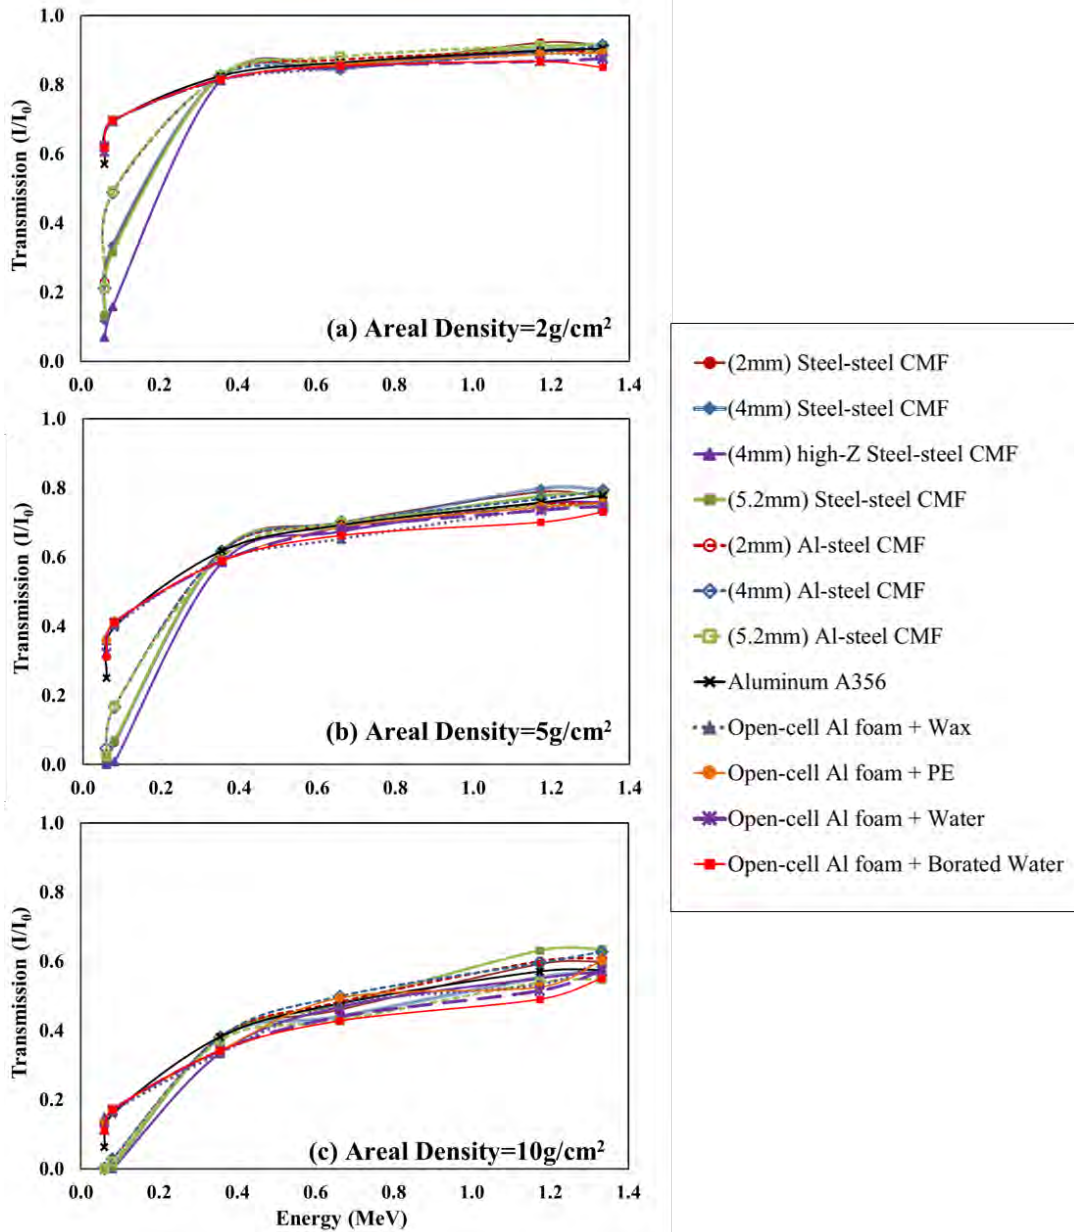 1.0
0.8
0.6
0.4
0.2
0.0
Transmission (I/I₀)
(a) Areal Density=2g/cm²
0.0 0.2 0.4 0.6 0.8 1.0 1.2 1.4
1.0
0.8
0.6
0.4
0.2
0.0
Transmission (I/I₀)
(b) Areal Density=5g/cm²
0.0 0.2 0.4 0.6 0.8 1.0 1.2 1.4
1.0
0.8
0.6
0.4
0.2
0.0
Transmission (I/I₀)
(c) Areal Density=10g/cm²
0.0 0.2 0.4 0.6 0.8 1.0 1.2 1.4
Energy (MeV)
(2mm) Steel-steel CMF
(4mm) Steel-steel CMF
(4mm) high-Z Steel-steel CMF
(5.2mm) Steel-steel CMF
(2mm) Al-steel CMF
(4mm) Al-steel CMF
(5.2mm) Al-steel CMF
Aluminum A356
Open-cell Al foam + Wax
Open-cell Al foam + PE
Open-cell Al foam + Water
Open-cell Al foam + Borated Water